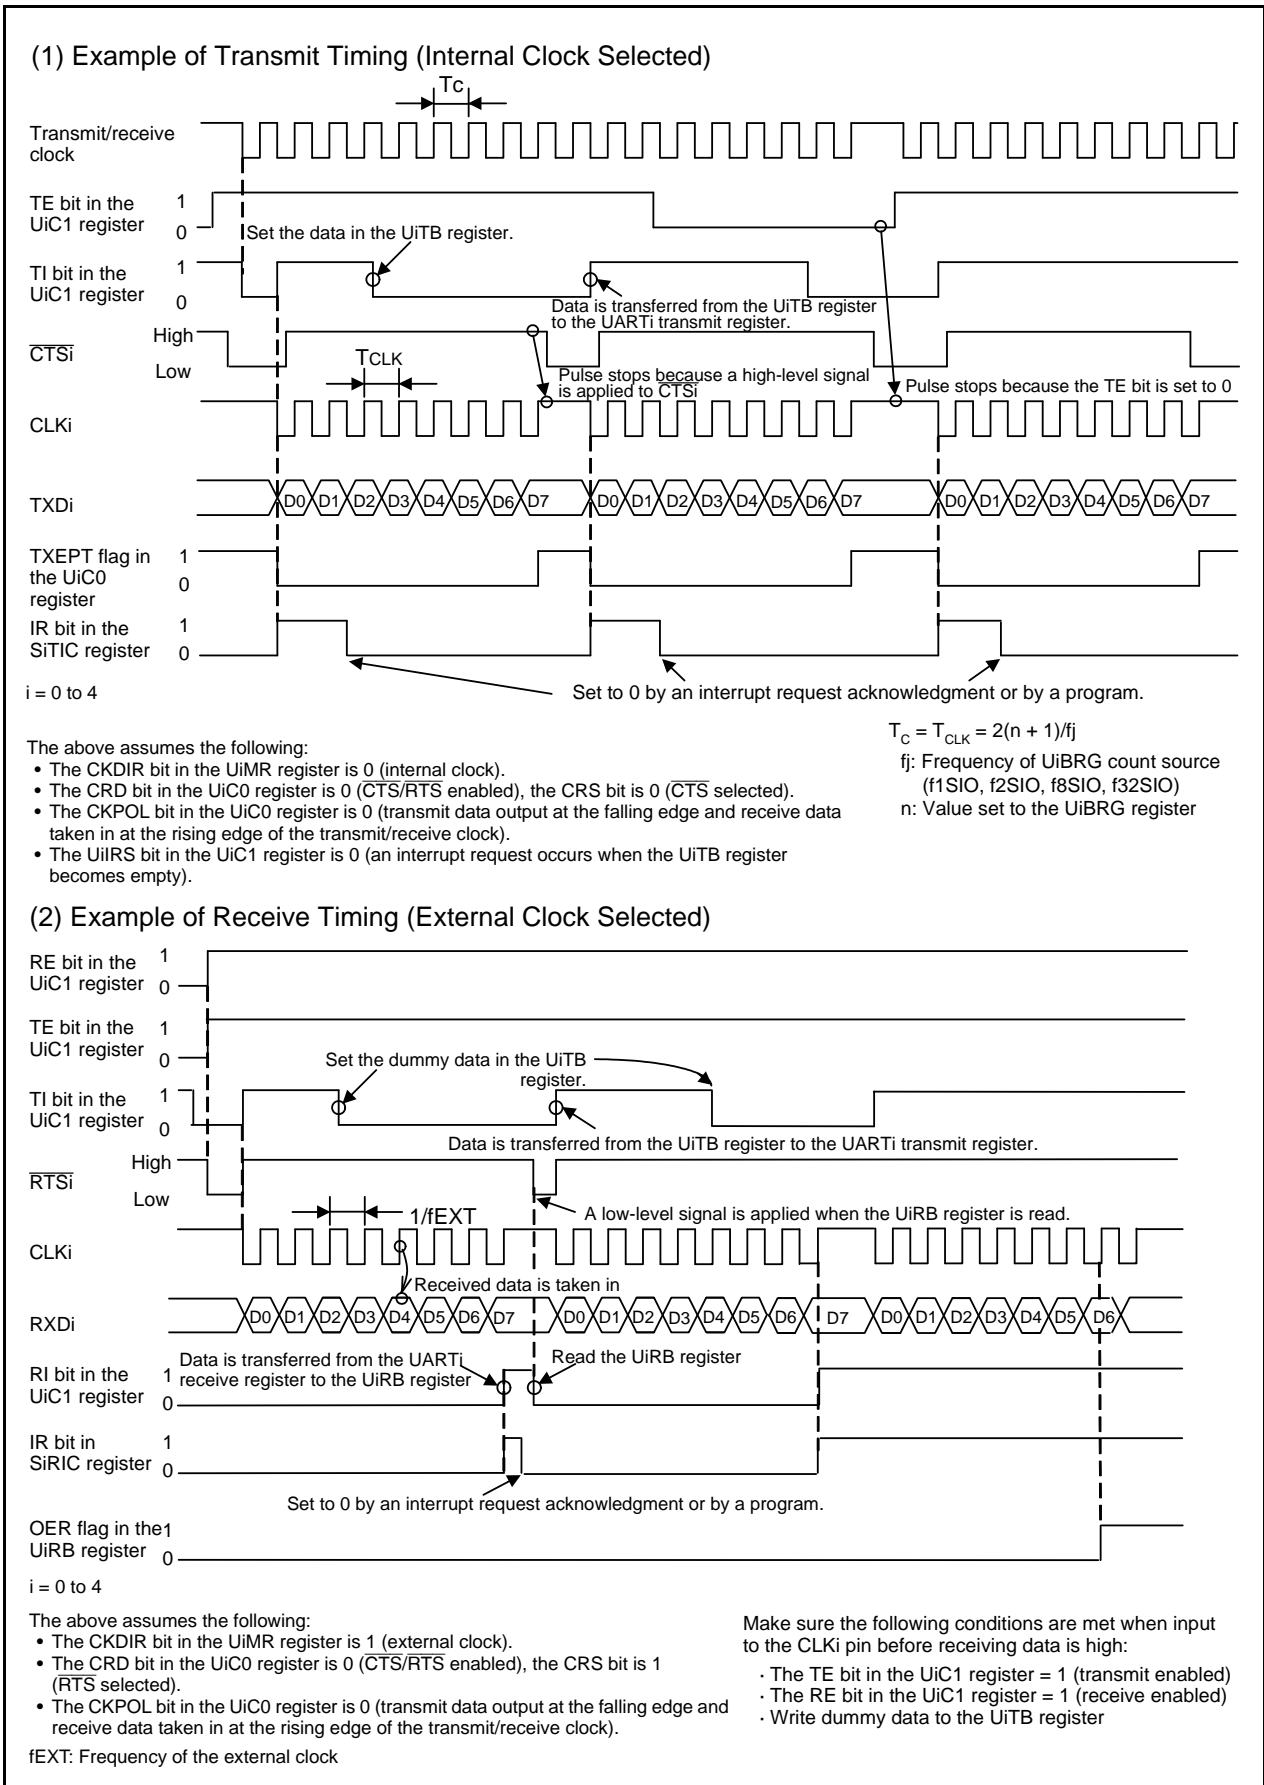 (1) Example of Transmit Timing (Internal Clock Selected)
Tc
Transmit/receive
clock
TE bit in the
UiC1 register
1
0
Set the data in the UiTB register.
TI bit in the
UiC1 register
1
0
Data is transferred from the UiTB register
to the UARTi transmit register.
CTSi
High
Low
TCLK
Pulse stops because a high-level signal
is applied to CTSi
Pulse stops because the TE bit is set to 0
CLKi
TXDi
D0 D1 D2 D3 D4 D5 D6 D7 D0 D1 D2 D3 D4 D5 D6 D7 D0 D1 D2 D3 D4 D5 D6 D7
TXEPT flag in
the UiC0
register
1
0
IR bit in the
SiTIC register
1
0
i = 0 to 4
Set to 0 by an interrupt request acknowledgment or by a program.
TC = TCLK = 2(n + 1)/fj
fj: Frequency of UiBRG count source
(f1SIO, f2SIO, f8SIO, f32SIO)
n: Value set to the UiBRG register
The above assumes the following:
• The CKDIR bit in the UiMR register is 0 (internal clock).
• The CRD bit in the UiC0 register is 0 (CTS/RTS enabled), the CRS bit is 0 (CTS selected).
• The CKPOL bit in the UiC0 register is 0 (transmit data output at the falling edge and receive data
taken in at the rising edge of the transmit/receive clock).
• The UiIRS bit in the UiC1 register is 0 (an interrupt request occurs when the UiTB register
becomes empty).
(2) Example of Receive Timing (External Clock Selected)
RE bit in the
UiC1 register
1
0
TE bit in the
UiC1 register
1
0
Set the dummy data in the UiTB
register.
TI bit in the
UiC1 register
1
0
Data is transferred from the UiTB register to the UARTi transmit register.
RTSi
High
Low
1/fEXT
A low-level signal is applied when the UiRB register is read.
CLKi
Received data is taken in
RXDi
D0 D1 D2 D3 D4 D5 D6 D7 D0 D1 D2 D3 D4 D5 D6 D7 D0 D1 D2 D3 D4 D5 D6
Data is transferred from the UARTi
receive register to the UiRB register
Read the UiRB register
RI bit in the
UiC1 register
1
0
IR bit in
SiRIC register
1
0
Set to 0 by an interrupt request acknowledgment or by a program.
OER flag in the
UiRB register
1
0
i = 0 to 4
The above assumes the following:
• The CKDIR bit in the UiMR register is 1 (external clock).
• The CRD bit in the UiC0 register is 0 (CTS/RTS enabled), the CRS bit is 1
(RTS selected).
• The CKPOL bit in the UiC0 register is 0 (transmit data output at the falling edge and
receive data taken in at the rising edge of the transmit/receive clock).
fEXT: Frequency of the external clock
Make sure the following conditions are met when input
to the CLKi pin before receiving data is high:
· The TE bit in the UiC1 register = 1 (transmit enabled)
· The RE bit in the UiC1 register = 1 (receive enabled)
· Write dummy data to the UiTB register